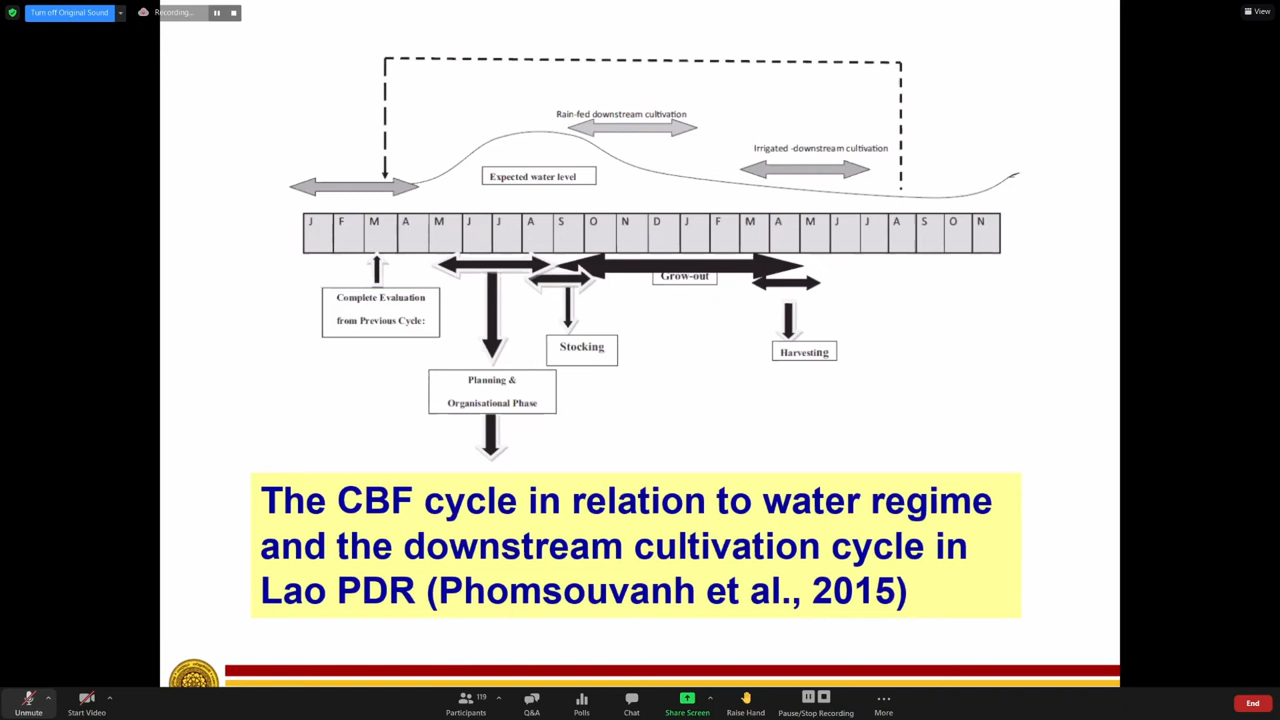 Turn off Original Sound
Recording...
View
Rain-fed downstream cultivation
Irrigated -downstream cultivation
Expected water level
J F M A M J J A S O N D J F M A M J J A S O N
Complete Evaluation
from Previous Cycle:
Grow-out
Stocking
Harvesting
Planning &
Organisational Phase
The CBF cycle in relation to water regime
and the downstream cultivation cycle in
Lao PDR (Phomsouvanh et al., 2015)
119
Unmute
Start Video
Participants
Q&A
Polls
Chat
Share Screen
Raise Hand
Pause/Stop Recording
More
End